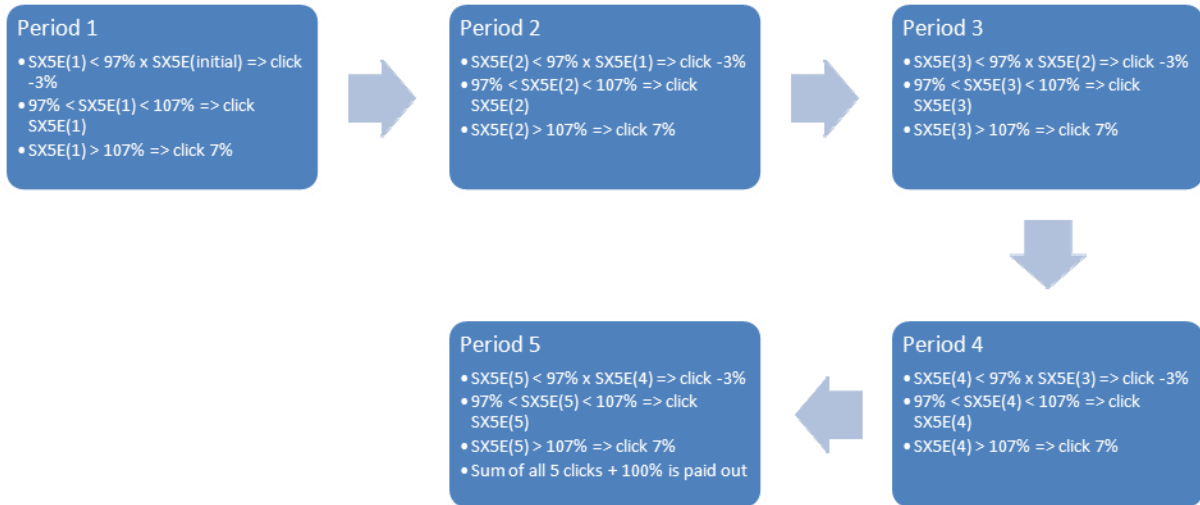 Period 1
• SX5E(1) < 97% x SX5E(initial) => click
-3%
• 97% < SX5E(1) < 107% => click
SX5E(1)
• SX5E(1) > 107% => click 7%
Period 2
• SX5E(2) < 97% x SX5E(1) => click -3%
• 97% < SX5E(2) < 107% => click
SX5E(2)
• SX5E(2) > 107% => click 7%
Period 3
• SX5E(3) < 97% x SX5E(2) => click -3%
• 97% < SX5E(3) < 107% => click
SX5E(3)
• SX5E(3) > 107% => click 7%
Period 4
• SX5E(4) < 97% x SX5E(3) => click -3%
• 97% < SX5E(4) < 107% => click
SX5E(4)
• SX5E(4) > 107% => click 7%
Period 5
• SX5E(5) < 97% x SX5E(4) => click -3%
• 97% < SX5E(5) < 107% => click
SX5E(5)
• SX5E(5) > 107% => click 7%
• Sum of all 5 clicks + 100% is paid out